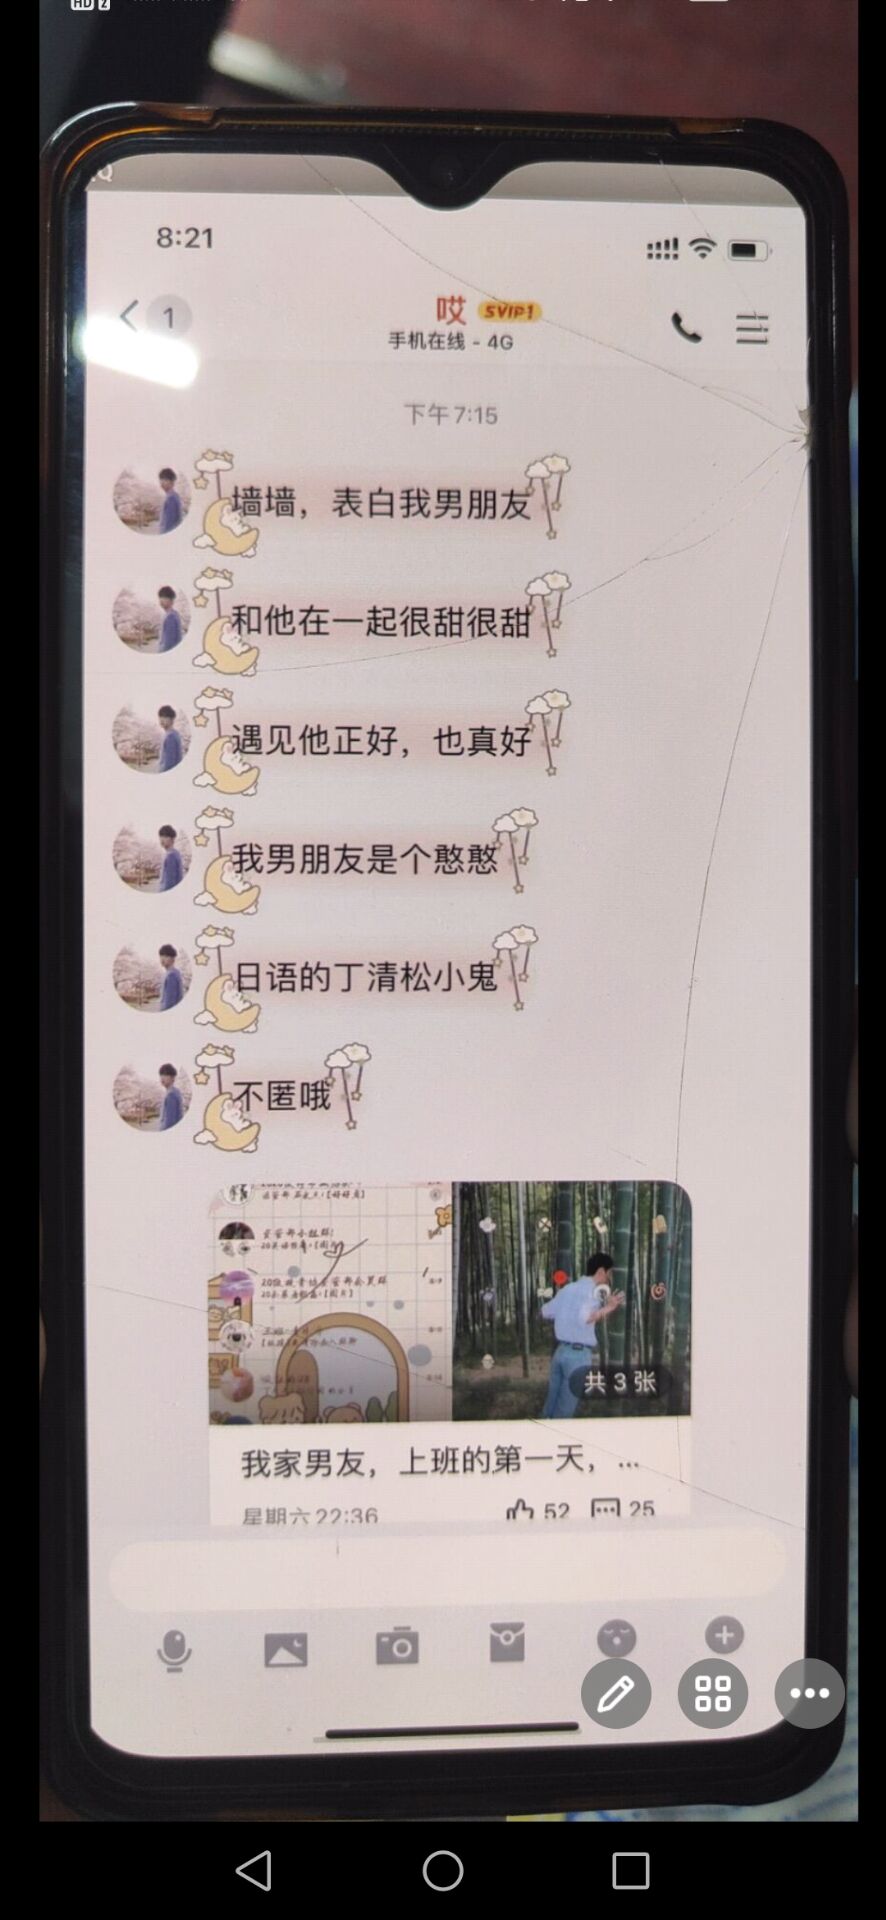 HD 2
Q
8:21
1
哎 SVIP1
手机在线 - 4G
下午7:15
墙墙，表白我男朋友
和他在一起很甜很甜
遇见他正好，也真好
我男朋友是个憨憨
日语的丁清松小鬼
不匿哦
共3张
我家男友，上班的第一天，...
星期六 22:36
52
25